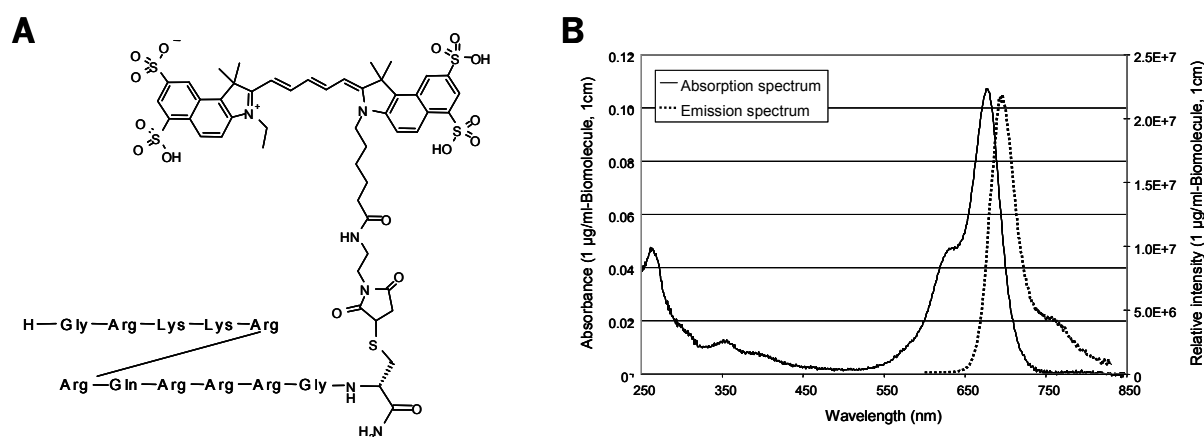 A
B
O⁻
O
S
O
O
S
O
OH
N⁺
O
O
S
OH
N
S
O
O
HO
O
HN
N
O
O
S
H–Gly–Arg–Lys–Lys–Arg
Arg–Gln–Arg–Arg–Arg–Gly–N
H
O
H₂N
Absorbance (1 µg/ml-Biomolecule, 1cm)
0.12
0.10
0.08
0.06
0.04
0.02
0
Absorption spectrum
Emission spectrum
2.5E+7
2.0E+7
1.5E+7
1.0E+7
5.0E+6
0
Relative intensity (1 µg/ml-Biomolecule, 1cm)
250 350 450 550 650 750 850
Wavelength (nm)